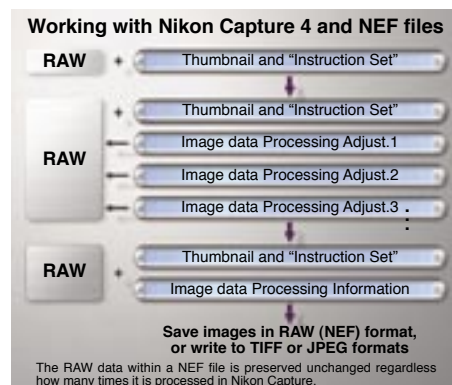 Working with Nikon Capture 4 and NEF files
RAW + Thumbnail and “Instruction Set”
+ Thumbnail and “Instruction Set”
Image data Processing Adjust.1
RAW
Image data Processing Adjust.2
Image data Processing Adjust.3
Thumbnail and “Instruction Set”
RAW +
Image data Processing Information
Save images in RAW (NEF) format,
or write to TIFF or JPEG formats
The RAW data within a NEF file is preserved unchanged regardless
how many times it is processed in Nikon Capture.